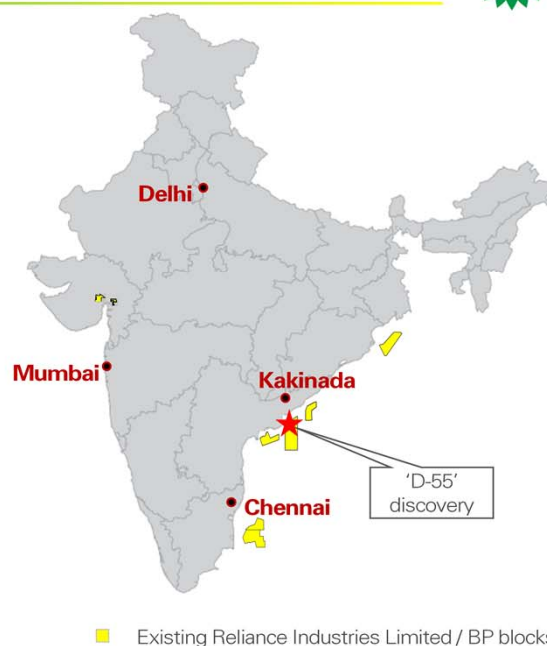 Delhi
Mumbai
Kakinada
'D-55'
discovery
Chennai
Existing Reliance Industries Limited / BP blocks